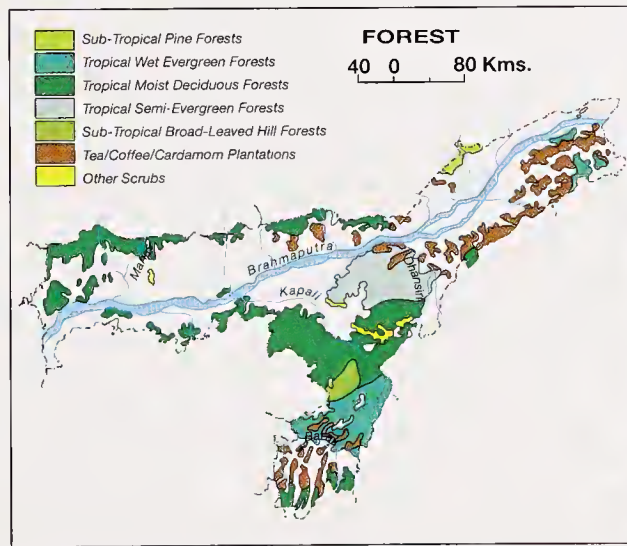 FOREST
40 0 80 Kms.
Sub-Tropical Pine Forests
Tropical Wet Evergreen Forests
Tropical Moist Deciduous Forests
Tropical Semi-Evergreen Forests
Sub-Tropical Broad-Leaved Hill Forests
Tea/Coffee/Cardamom Plantations
Other Scrubs
Brahmaputra
Dhansiri
Kapali